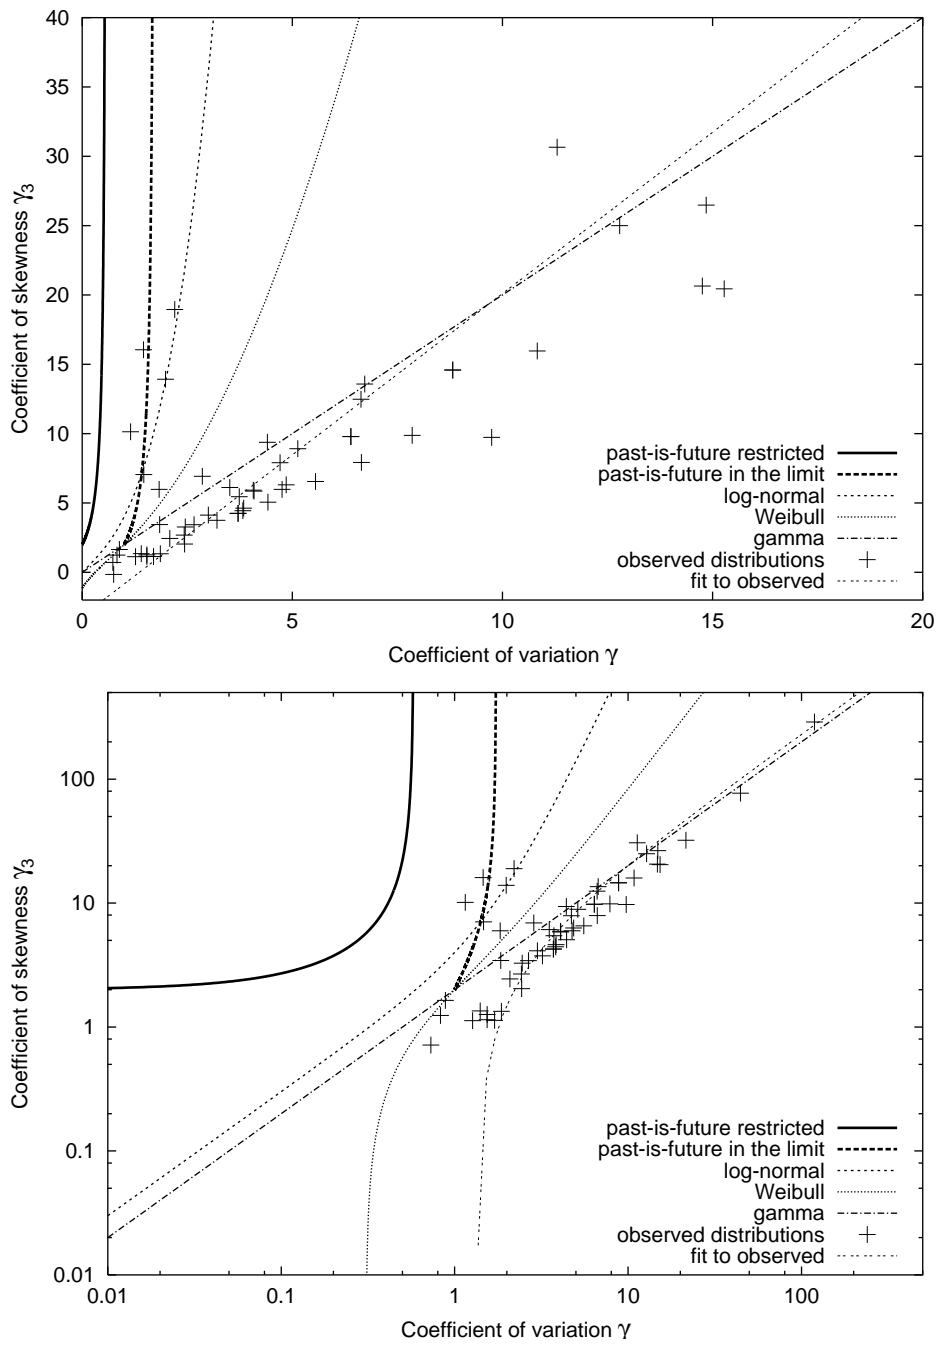 40
35
30
25
20
15
10
5
0
Coefficient of skewness γ3
past-is-future restricted
past-is-future in the limit
log-normal
Weibull
gamma
observed distributions
fit to observed
0 5 10 15 20
Coefficient of variation γ
100
10
1
0.1
0.01
Coefficient of skewness γ3
past-is-future restricted
past-is-future in the limit
log-normal
Weibull
gamma
observed distributions
fit to observed
0.01 0.1 1 10 100
Coefficient of variation γ